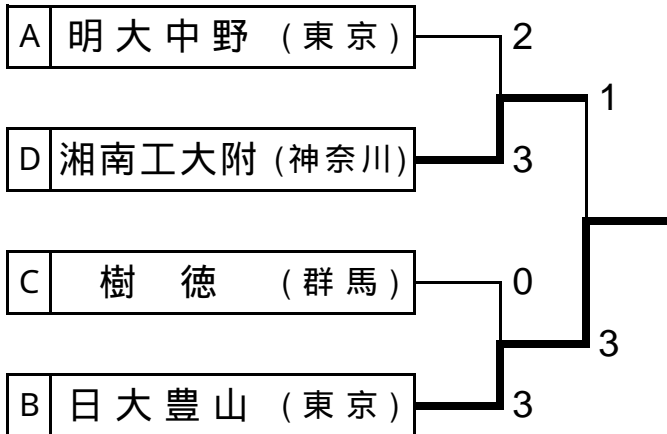 A 明大中野 (東京) 2
1
D 湘南工大附 (神奈川) 3
C 樹徳 (群馬) 0
3
B 日大豊山 (東京) 3